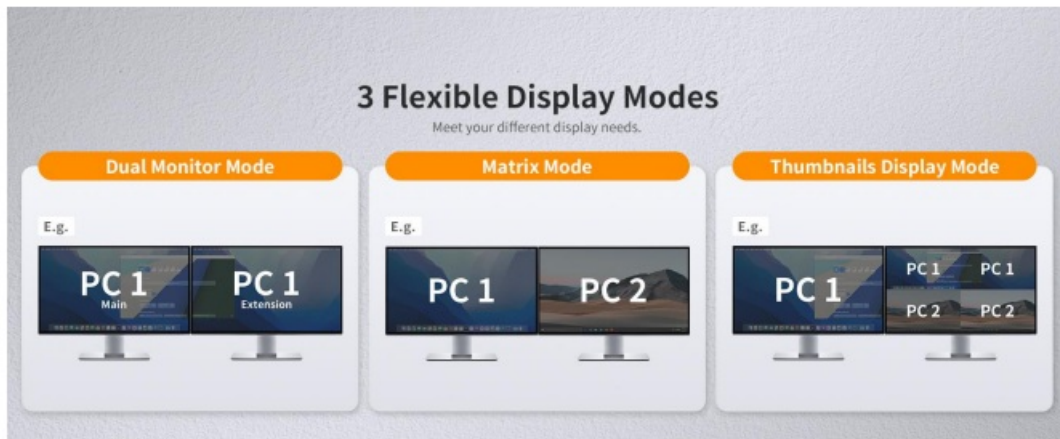 3 Flexible Display Modes
Meet your different display needs.
Dual Monitor Mode
E.g.
PC 1
Main
PC 1
Extension
Matrix Mode
E.g.
PC 1
PC 2
Thumbnails Display Mode
E.g.
PC 1
PC 1
PC 1
PC 2
PC 2